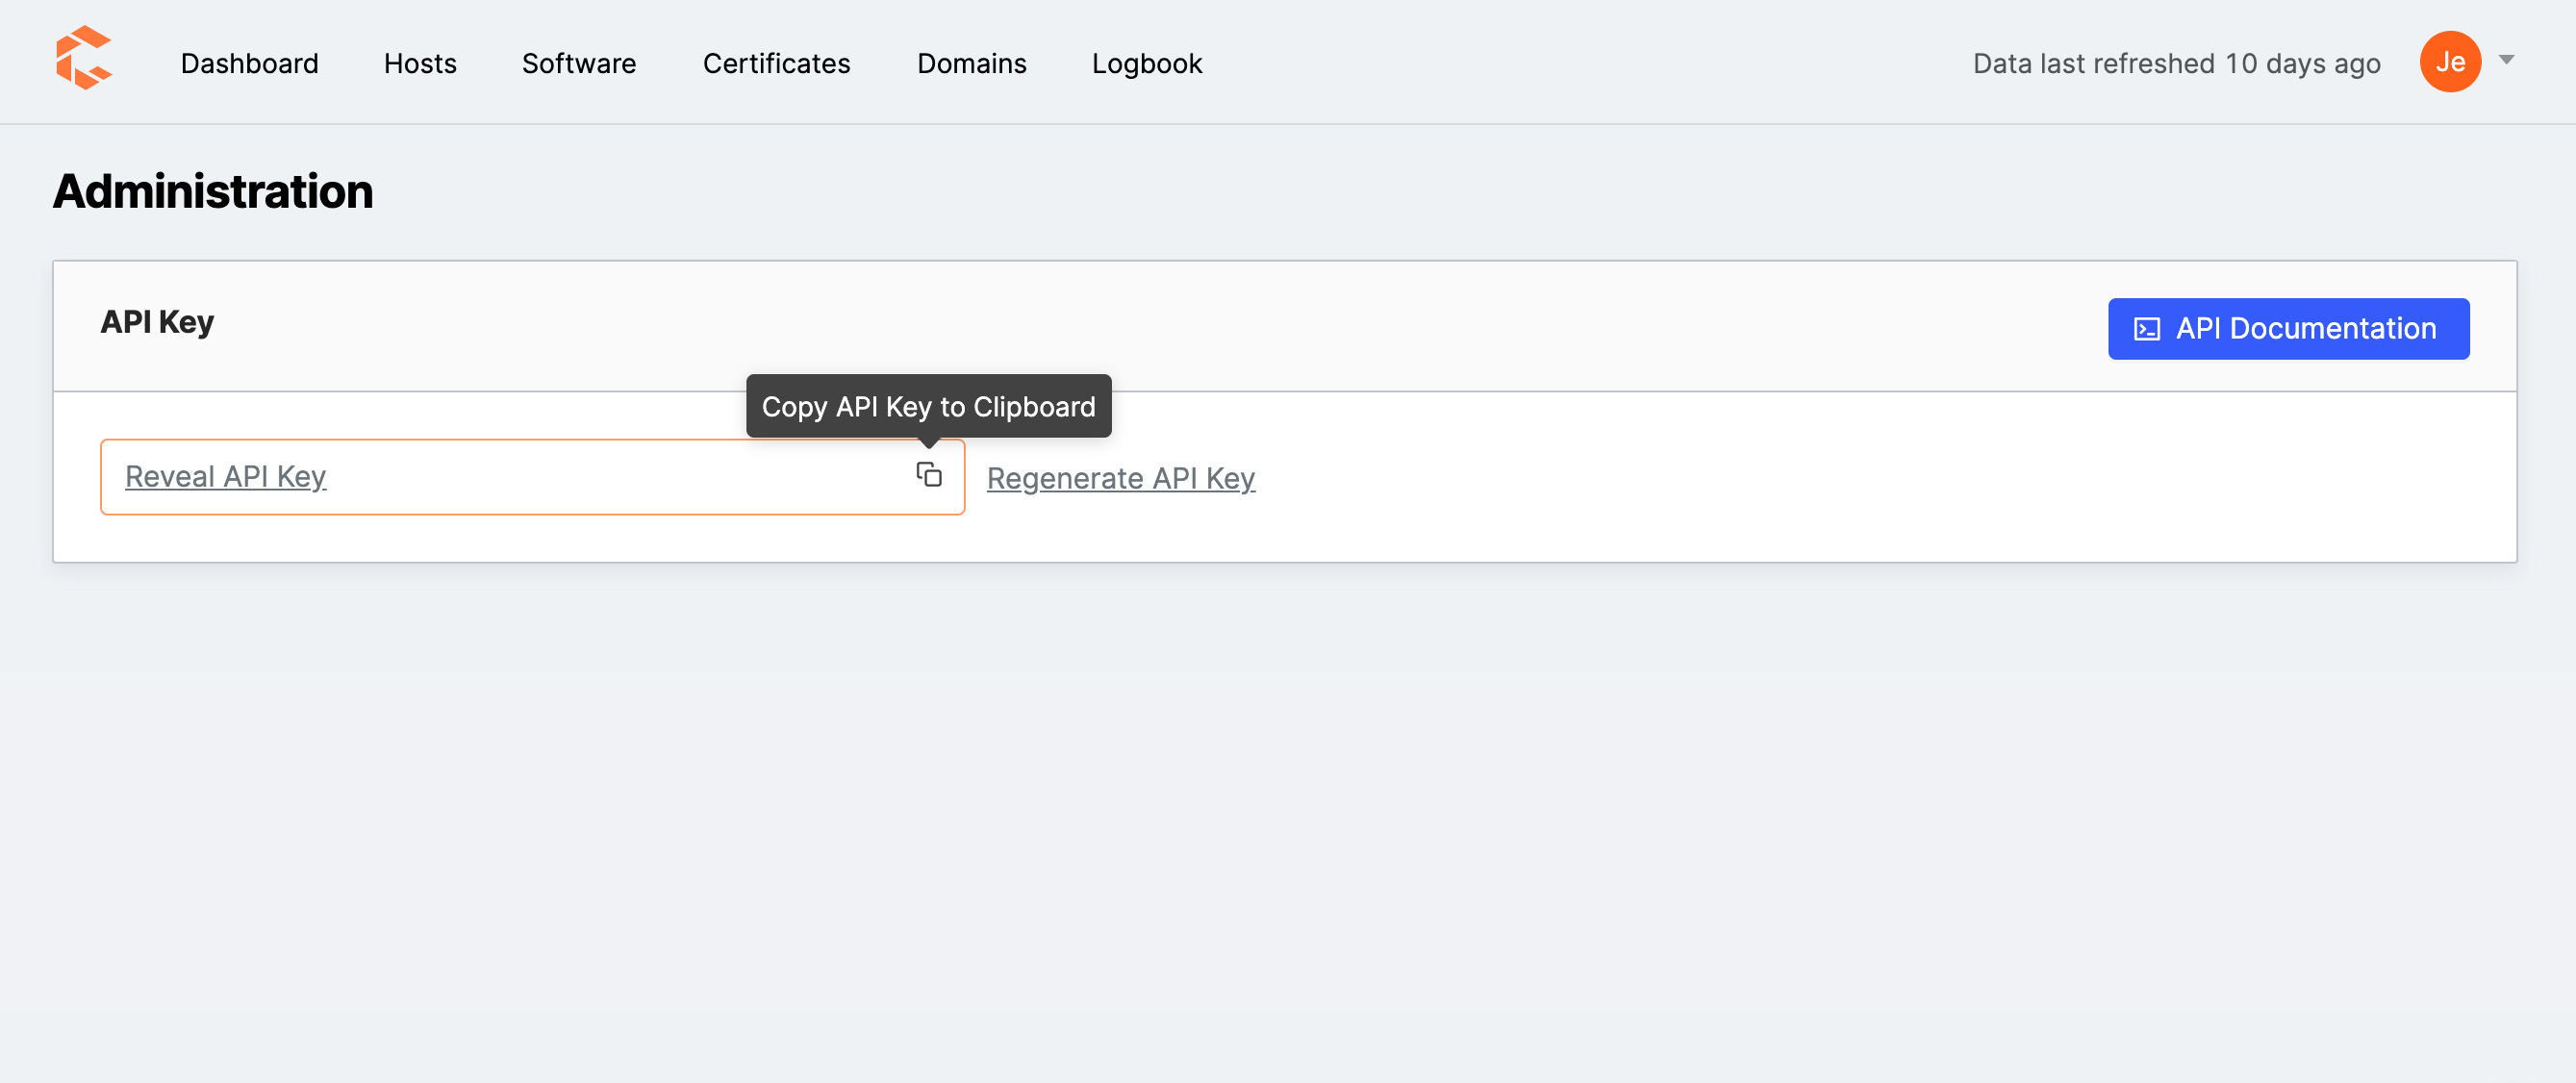 Dashboard Hosts Software Certificates Domains Logbook Data last refreshed 10 days ago Je
Administration
API Key API Documentation
Copy API Key to Clipboard
Reveal API Key Regenerate API Key